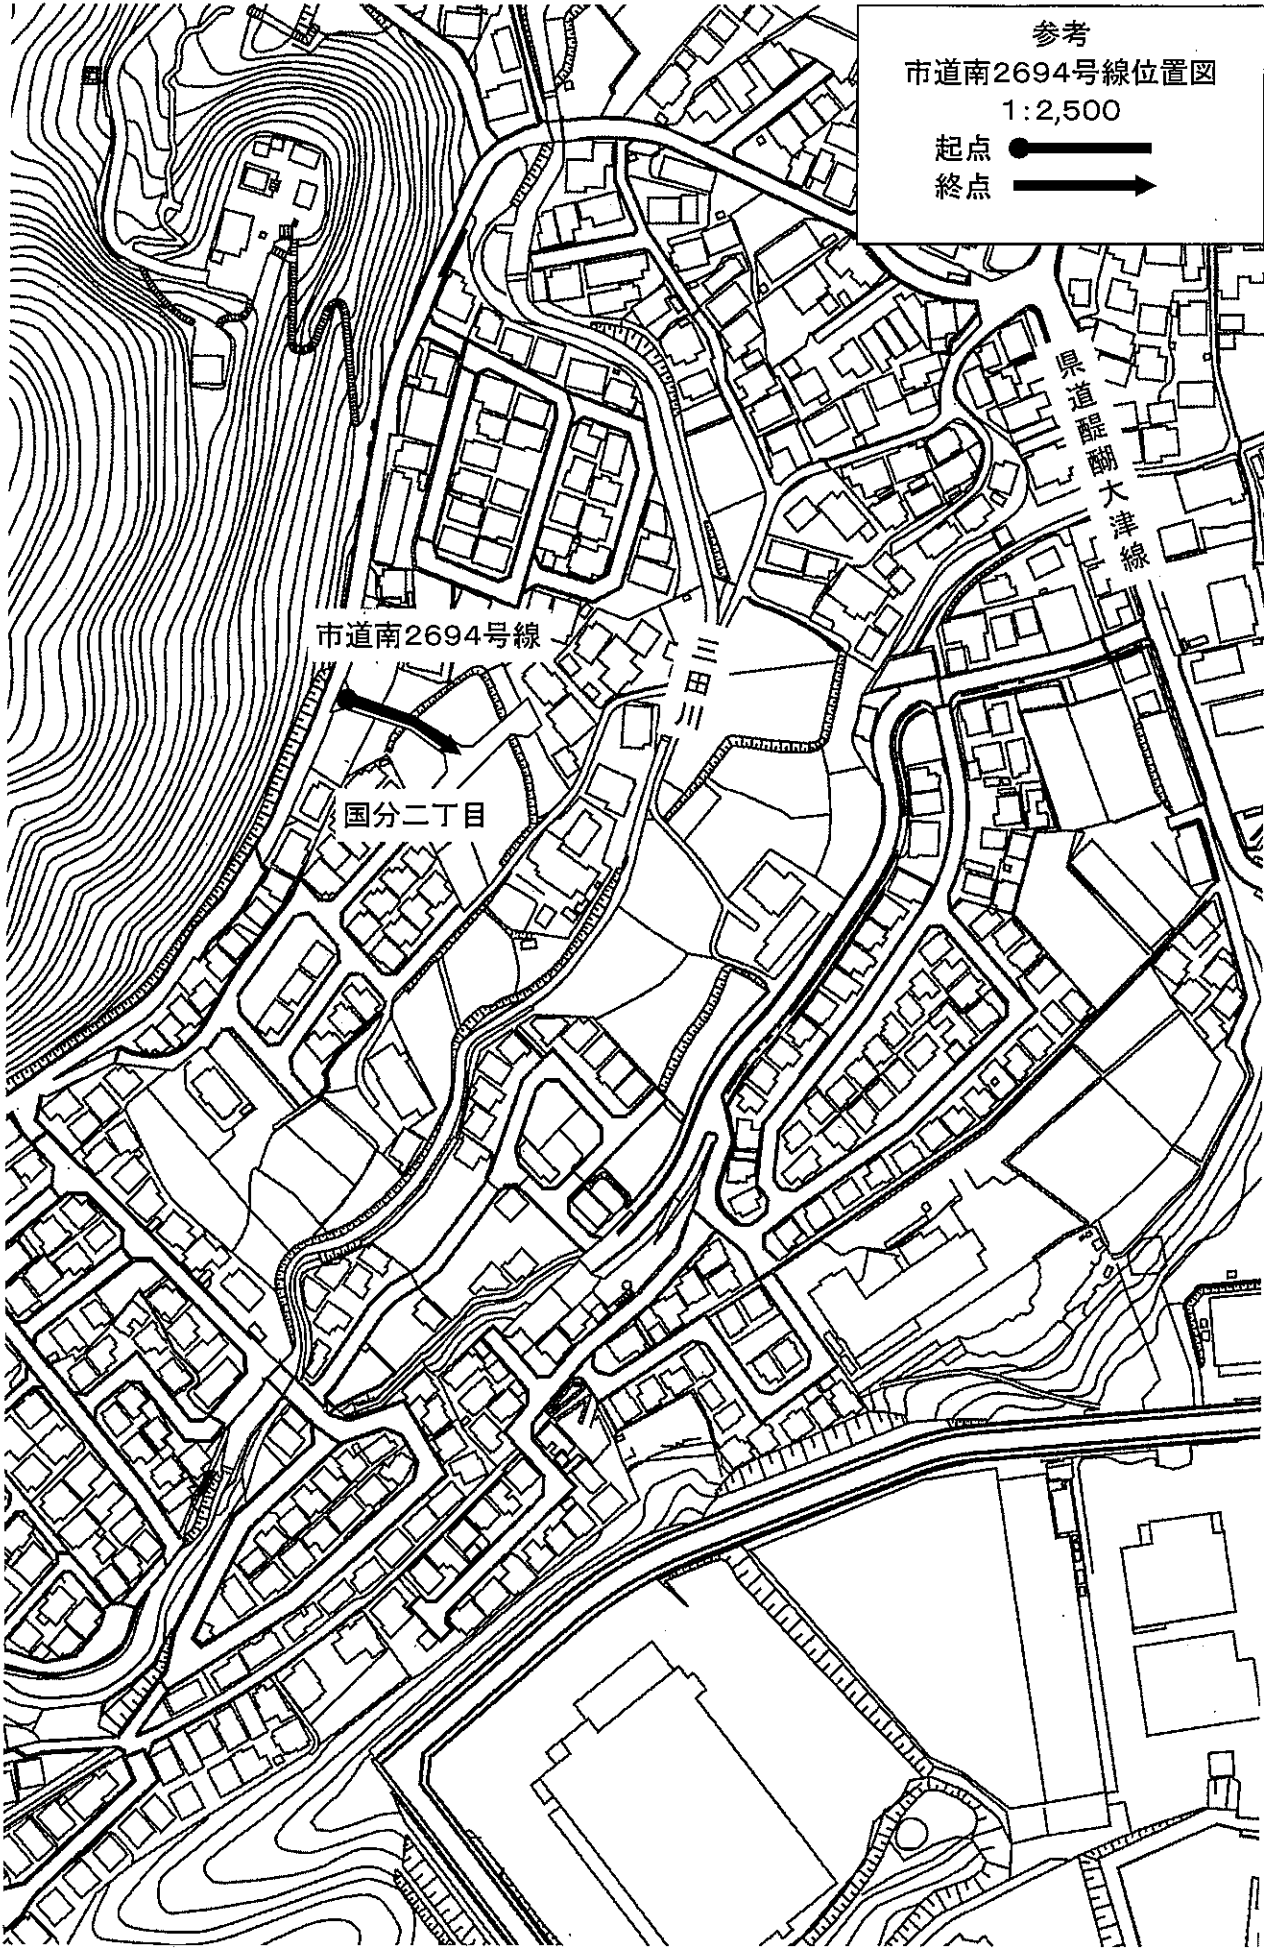 参考
市道南2694号線位置図
1:2,500
起点
終点
県道醍醐大津線
市道南2694号線
三田川
国分二丁目